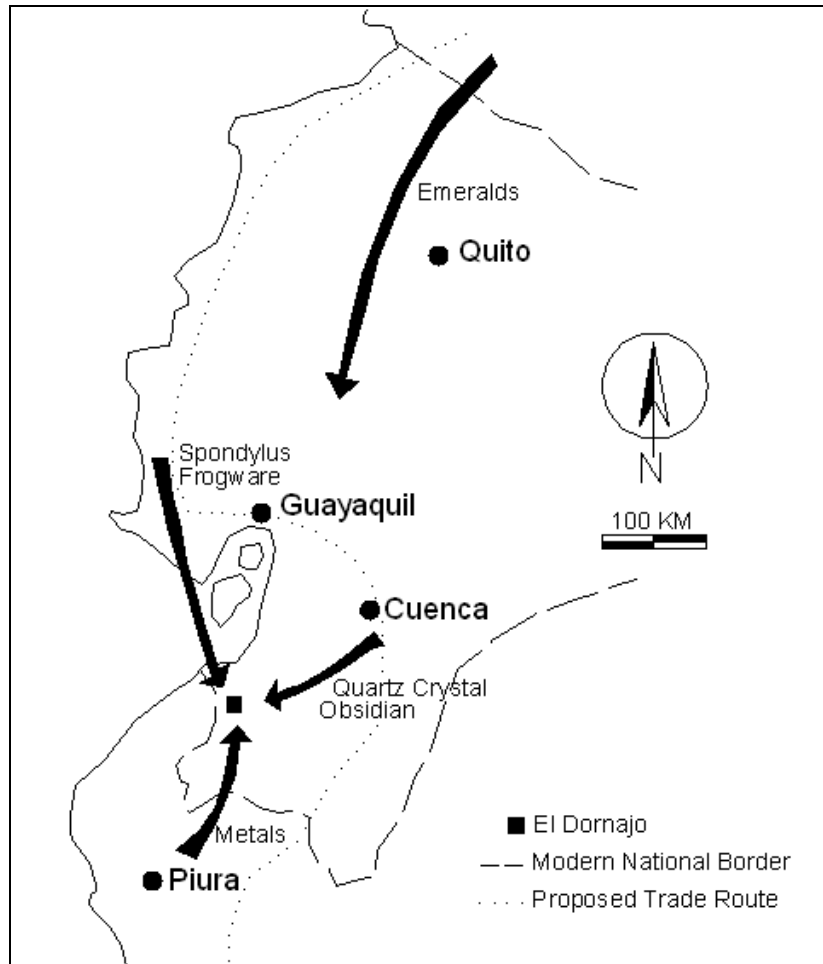 Emeralds
Quito
Spondylus
Frogware
Guayaquil
N
100 KM
Cuenca
Quartz Crystal
Obsidian
Metals
Piura
El Dornajo
Modern National Border
Proposed Trade Route